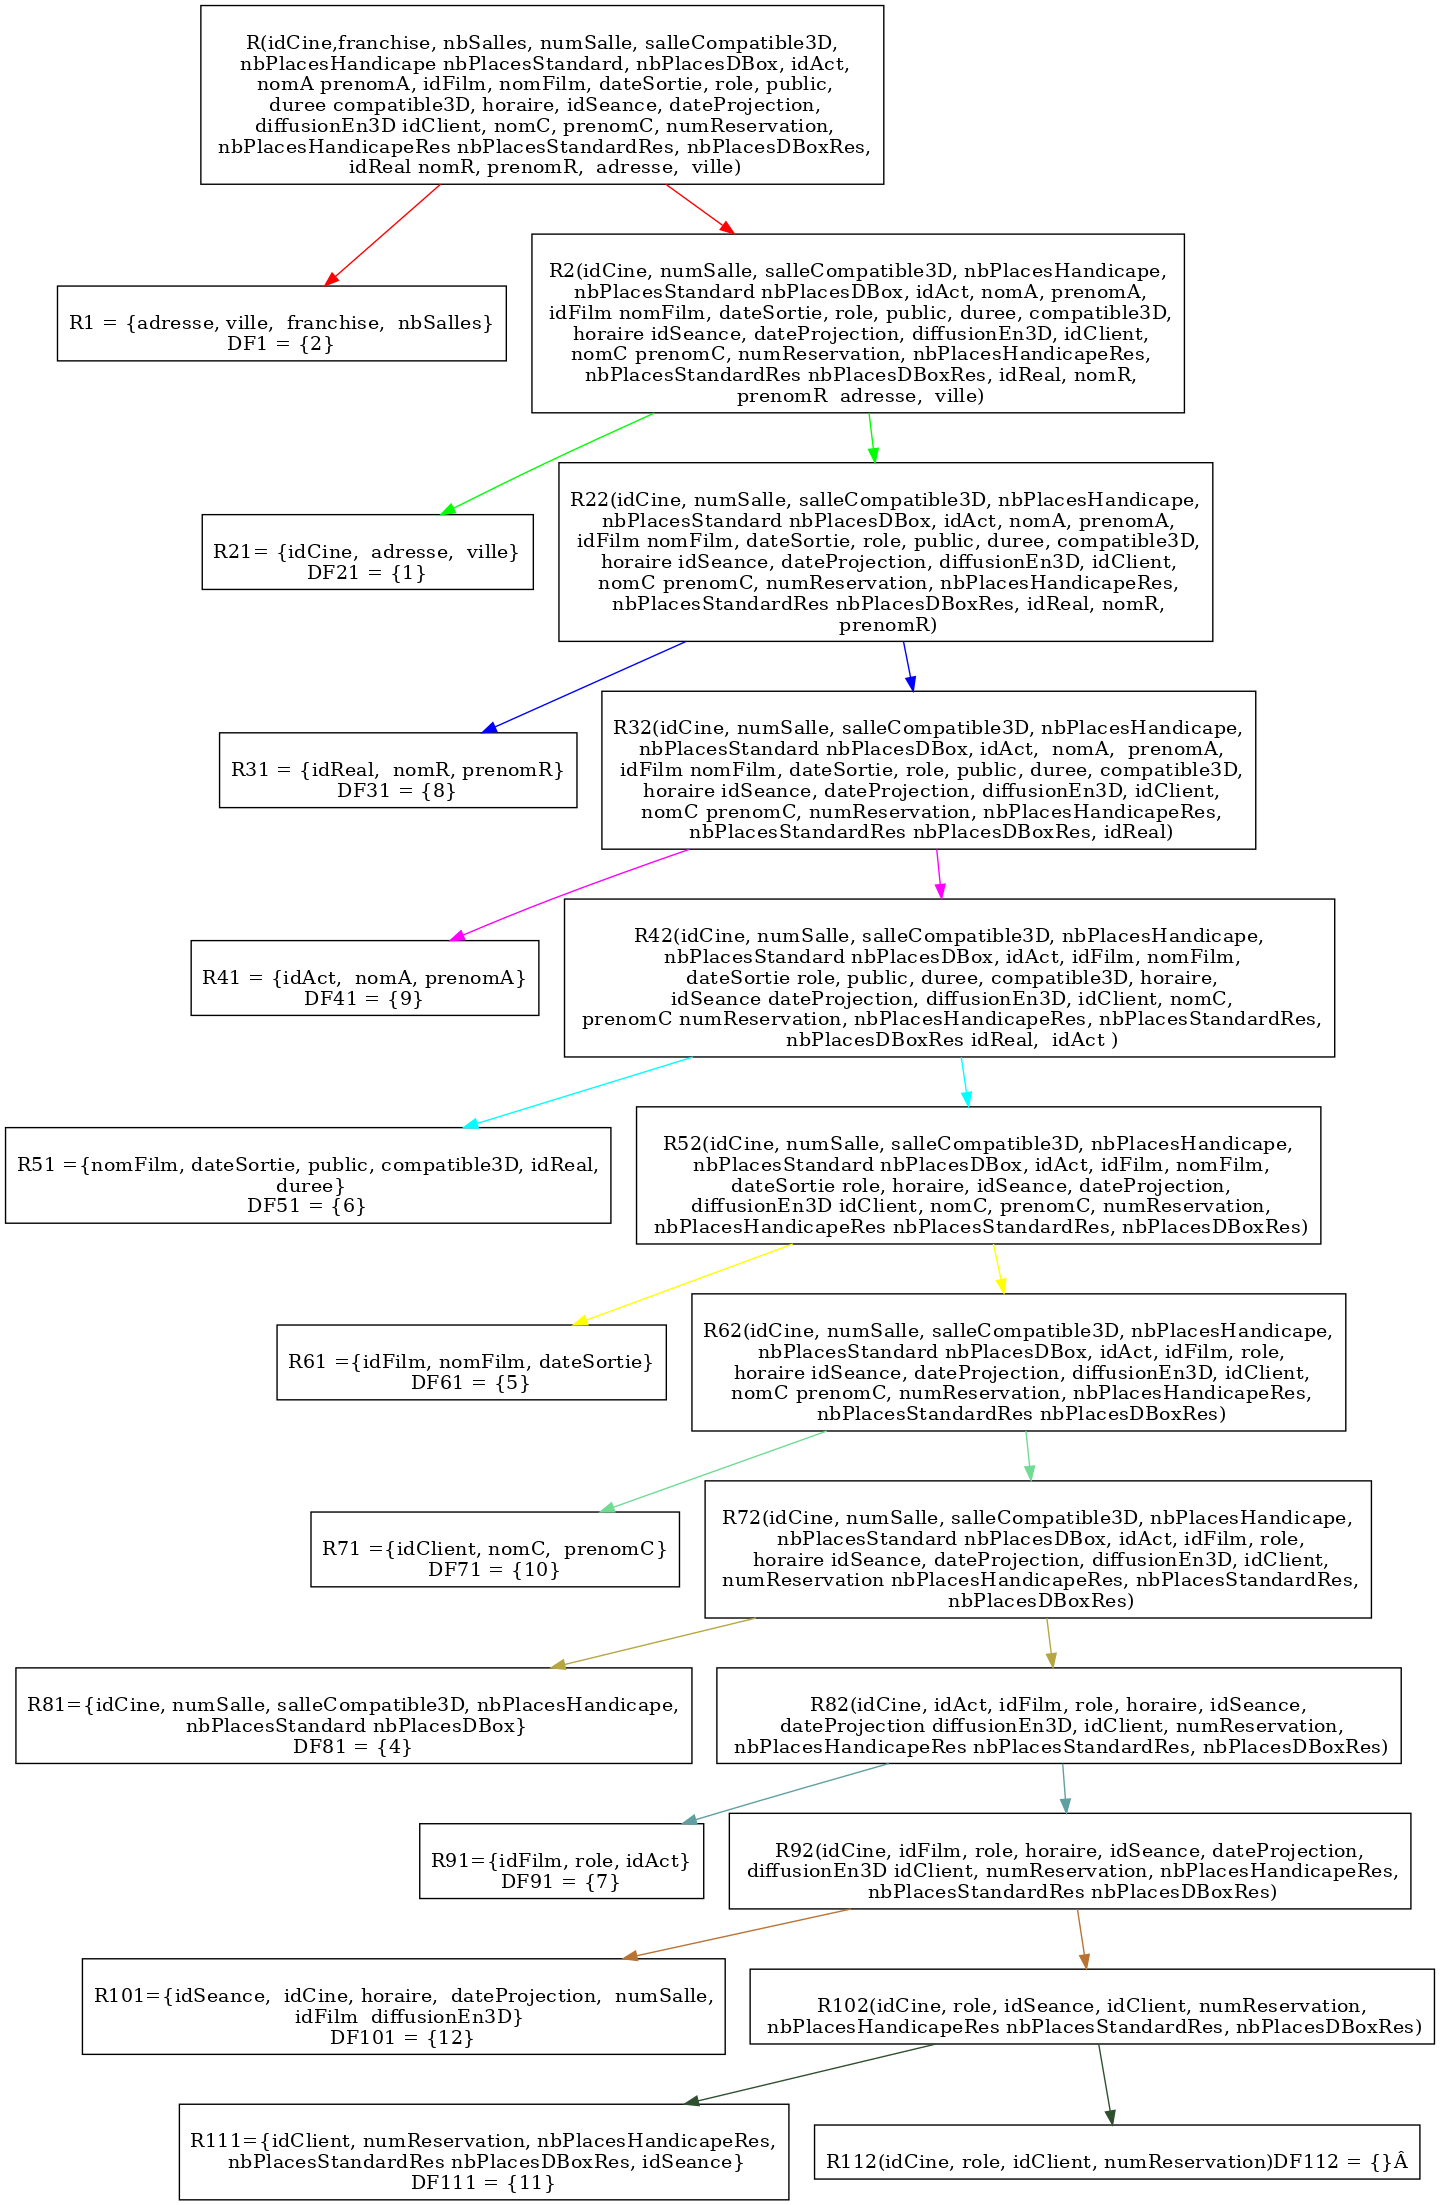 R(idCine,franchise, nbSalles, numSalle, salleCompatible3D,
nbPlacesHandicape nbPlacesStandard, nbPlacesDBox, idAct,
nomA prenomA, idFilm, nomFilm, dateSortie, role, public,
duree compatible3D, horaire, idSeance, dateProjection,
diffusionEn3D idClient, nomC, prenomC, numReservation,
nbPlacesHandicapeRes nbPlacesStandardRes, nbPlacesDBoxRes,
idReal nomR, prenomR,  adresse,  ville)
R1 = {adresse, ville,  franchise,  nbSalles}
DF1 = {2}
R2(idCine, numSalle, salleCompatible3D, nbPlacesHandicape,
nbPlacesStandard nbPlacesDBox, idAct, nomA, prenomA,
idFilm nomFilm, dateSortie, role, public, duree, compatible3D,
horaire idSeance, dateProjection, diffusionEn3D, idClient,
nomC prenomC, numReservation, nbPlacesHandicapeRes,
nbPlacesStandardRes nbPlacesDBoxRes, idReal, nomR,
prenomR  adresse,  ville)
R21= {idCine,  adresse,  ville}
DF21 = {1}
R22(idCine, numSalle, salleCompatible3D, nbPlacesHandicape,
nbPlacesStandard nbPlacesDBox, idAct, nomA, prenomA,
idFilm nomFilm, dateSortie, role, public, duree, compatible3D,
horaire idSeance, dateProjection, diffusionEn3D, idClient,
nomC prenomC, numReservation, nbPlacesHandicapeRes,
nbPlacesStandardRes nbPlacesDBoxRes, idReal, nomR,
prenomR)
R31 = {idReal,  nomR, prenomR}
DF31 = {8}
R32(idCine, numSalle, salleCompatible3D, nbPlacesHandicape,
nbPlacesStandard nbPlacesDBox, idAct,  nomA,  prenomA,
idFilm nomFilm, dateSortie, role, public, duree, compatible3D,
horaire idSeance, dateProjection, diffusionEn3D, idClient,
nomC prenomC, numReservation, nbPlacesHandicapeRes,
nbPlacesStandardRes nbPlacesDBoxRes, idReal)
R41 = {idAct,  nomA, prenomA}
DF41 = {9}
R42(idCine, numSalle, salleCompatible3D, nbPlacesHandicape,
nbPlacesStandard nbPlacesDBox, idAct, idFilm, nomFilm,
dateSortie role, public, duree, compatible3D, horaire,
idSeance dateProjection, diffusionEn3D, idClient, nomC,
prenomC numReservation, nbPlacesHandicapeRes, nbPlacesStandardRes,
nbPlacesDBoxRes idReal,  idAct )
R51 ={nomFilm, dateSortie, public, compatible3D, idReal,
duree}
DF51 = {6}
R52(idCine, numSalle, salleCompatible3D, nbPlacesHandicape,
nbPlacesStandard nbPlacesDBox, idAct, idFilm, nomFilm,
dateSortie role, horaire, idSeance, dateProjection,
diffusionEn3D idClient, nomC, prenomC, numReservation,
nbPlacesHandicapeRes nbPlacesStandardRes, nbPlacesDBoxRes)
R61 ={idFilm, nomFilm, dateSortie}
DF61 = {5}
R62(idCine, numSalle, salleCompatible3D, nbPlacesHandicape,
nbPlacesStandard nbPlacesDBox, idAct, idFilm, role,
horaire idSeance, dateProjection, diffusionEn3D, idClient,
nomC prenomC, numReservation, nbPlacesHandicapeRes,
nbPlacesStandardRes nbPlacesDBoxRes)
R71 ={idClient, nomC,  prenomC}
DF71 = {10}
R72(idCine, numSalle, salleCompatible3D, nbPlacesHandicape,
nbPlacesStandard nbPlacesDBox, idAct, idFilm, role,
horaire idSeance, dateProjection, diffusionEn3D, idClient,
numReservation nbPlacesHandicapeRes, nbPlacesStandardRes,
nbPlacesDBoxRes)
R81={idCine, numSalle, salleCompatible3D, nbPlacesHandicape,
nbPlacesStandard nbPlacesDBox}
DF81 = {4}
R82(idCine, idAct, idFilm, role, horaire, idSeance,
dateProjection diffusionEn3D, idClient, numReservation,
nbPlacesHandicapeRes nbPlacesStandardRes, nbPlacesDBoxRes)
R91={idFilm, role, idAct}
DF91 = {7}
R92(idCine, idFilm, role, horaire, idSeance, dateProjection,
diffusionEn3D idClient, numReservation, nbPlacesHandicapeRes,
nbPlacesStandardRes nbPlacesDBoxRes)
R101={idSeance,  idCine, horaire,  dateProjection,  numSalle,
idFilm  diffusionEn3D}
DF101 = {12}
R102(idCine, role, idSeance, idClient, numReservation,
nbPlacesHandicapeRes nbPlacesStandardRes, nbPlacesDBoxRes)
R111={idClient, numReservation, nbPlacesHandicapeRes,
nbPlacesStandardRes nbPlacesDBoxRes, idSeance}
DF111 = {11}
R112(idCine, role, idClient, numReservation)DF112 = {}Â